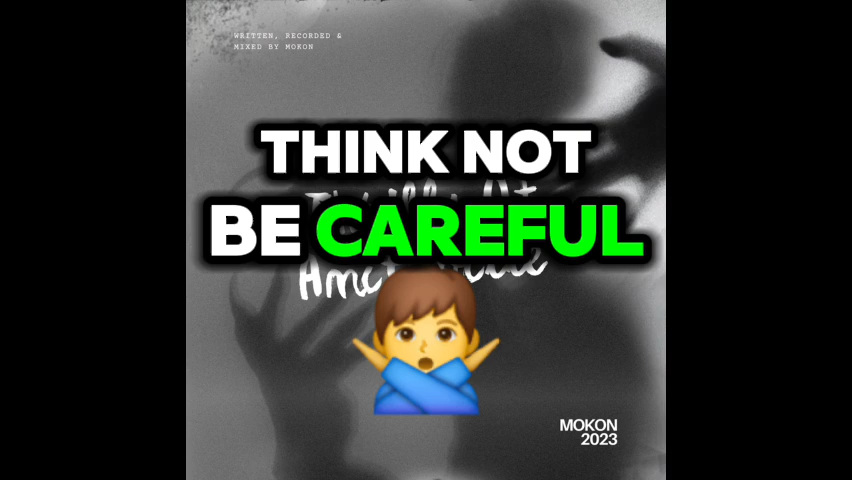 WRITTEN, RECORDED &
MIXED BY MOKON
THINK NOT
BE CAREFUL
MOKON
2023